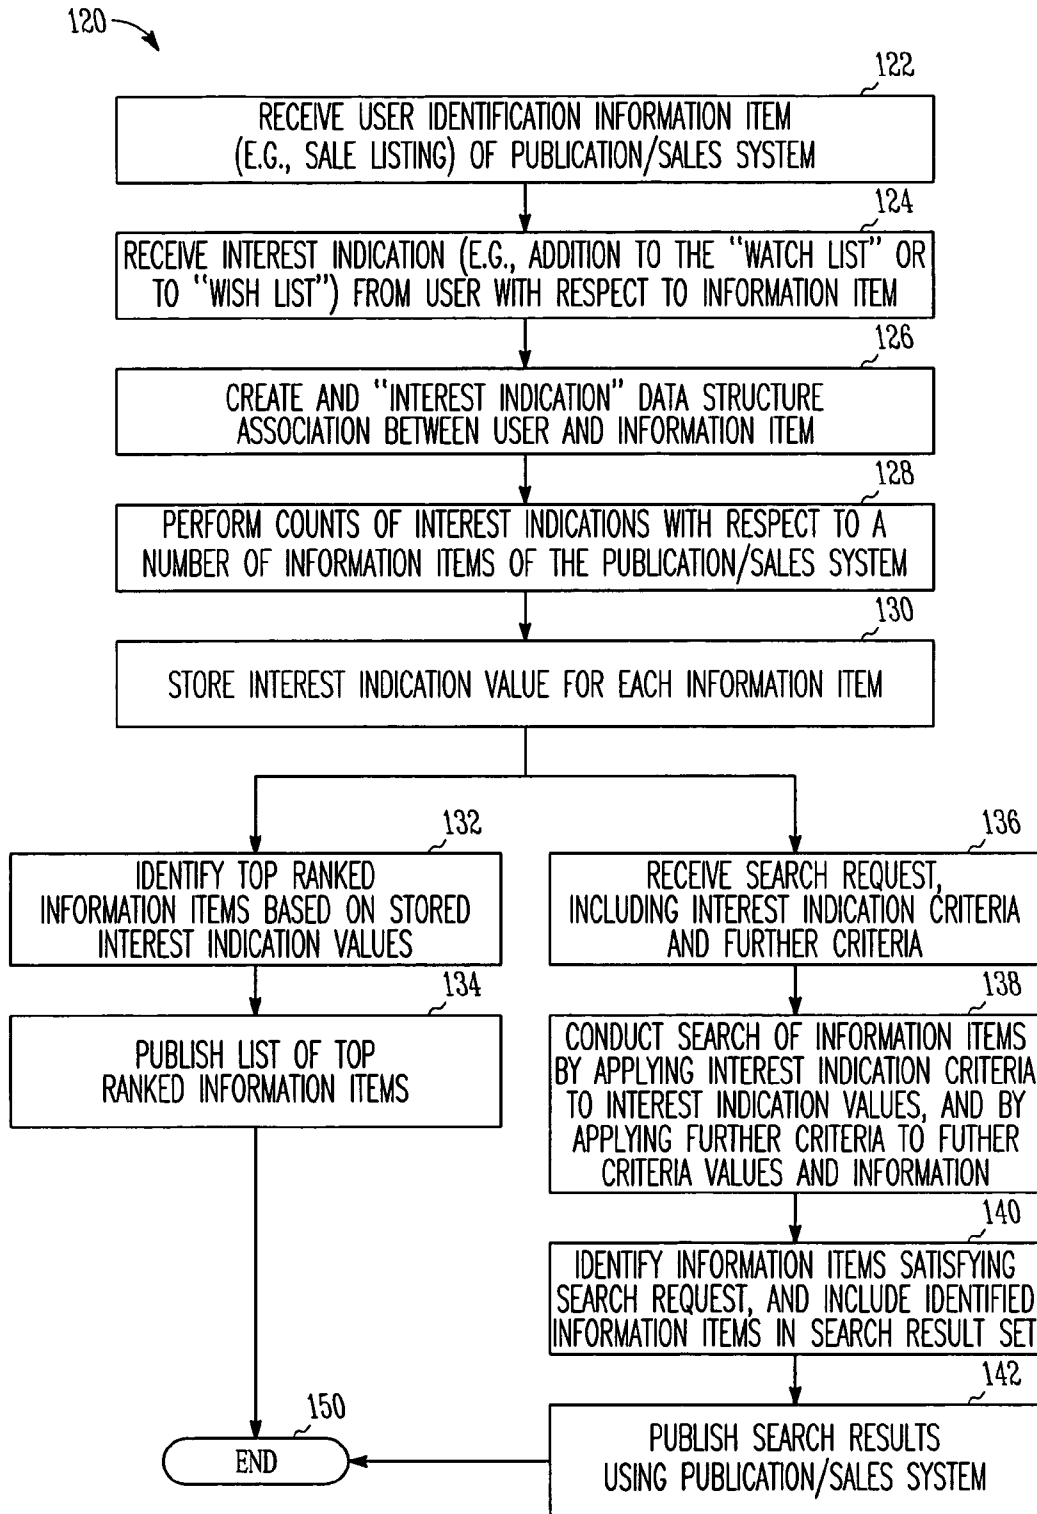 120
122
RECEIVE USER IDENTIFICATION INFORMATION ITEM
(E.G., SALE LISTING) OF PUBLICATION/SALES SYSTEM
124
RECEIVE INTEREST INDICATION (E.G., ADDITION TO THE "WATCH LIST" OR
TO "WISH LIST") FROM USER WITH RESPECT TO INFORMATION ITEM
126
CREATE AND "INTEREST INDICATION" DATA STRUCTURE
ASSOCIATION BETWEEN USER AND INFORMATION ITEM
128
PERFORM COUNTS OF INTEREST INDICATIONS WITH RESPECT TO A
NUMBER OF INFORMATION ITEMS OF THE PUBLICATION/SALES SYSTEM
130
STORE INTEREST INDICATION VALUE FOR EACH INFORMATION ITEM
132
IDENTIFY TOP RANKED
INFORMATION ITEMS BASED ON STORED
INTEREST INDICATION VALUES
134
PUBLISH LIST OF TOP
RANKED INFORMATION ITEMS
136
RECEIVE SEARCH REQUEST,
INCLUDING INTEREST INDICATION CRITERIA
AND FURTHER CRITERIA
138
CONDUCT SEARCH OF INFORMATION ITEMS
BY APPLYING INTEREST INDICATION CRITERIA
TO INTEREST INDICATION VALUES, AND BY
APPLYING FURTHER CRITERIA TO FUTHER
CRITERIA VALUES AND INFORMATION
140
IDENTIFY INFORMATION ITEMS SATISFYING
SEARCH REQUEST, AND INCLUDE IDENTIFIED
INFORMATION ITEMS IN SEARCH RESULT SET
142
PUBLISH SEARCH RESULTS
USING PUBLICATION/SALES SYSTEM
150
END